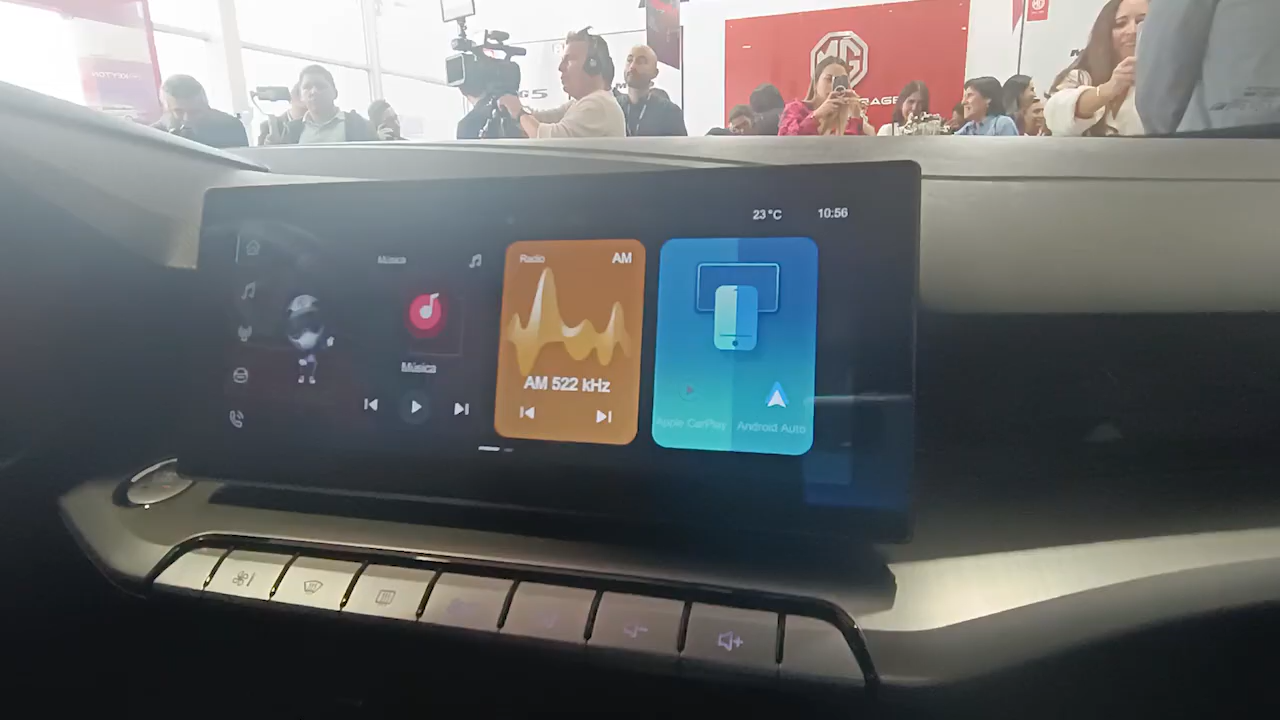 MG
23°C
10:56
Música
Radio
AM
Música
AM 522 kHz
Apple CarPlay
Android Auto